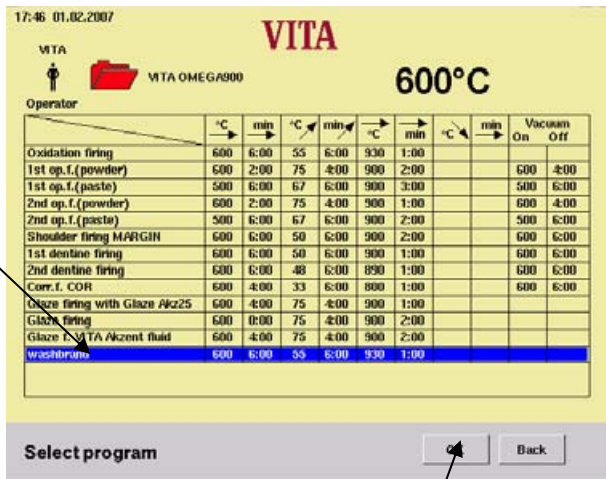 17:46 01.02.2007
VITA
VITA
VITA OMEGA900
600°C
Operator
°C min °C min °C min °C min Vacuum
On Off
Oxidation firing 600 6:00 55 6:00 930 1:00
1st op.f.(powder) 600 2:00 75 4:00 900 2:00 600 4:00
1st op.f.(paste) 500 6:00 67 6:00 900 3:00 500 6:00
2nd op.f.(powder) 600 2:00 75 4:00 900 1:00 600 4:00
2nd op.f.(paste) 500 6:00 67 6:00 900 2:00 500 6:00
Shoulder firing MARGIN 600 6:00 50 6:00 900 2:00 600 6:00
1st dentine firing 600 6:00 50 6:00 900 1:00 600 6:00
2nd dentine firing 600 6:00 48 6:00 890 1:00 600 6:00
Corr.f. COR 600 4:00 33 6:00 800 1:00 600 6:00
Glaze firing with Glaze Akz25 600 4:00 75 4:00 900 1:00
Glaze firing 600 0:00 75 4:00 900 2:00
Glaze f. VITA Akzent fluid 600 4:00 75 4:00 900 2:00
washbrand 600 6:00 55 6:00 930 1:00
Select program
OK Back